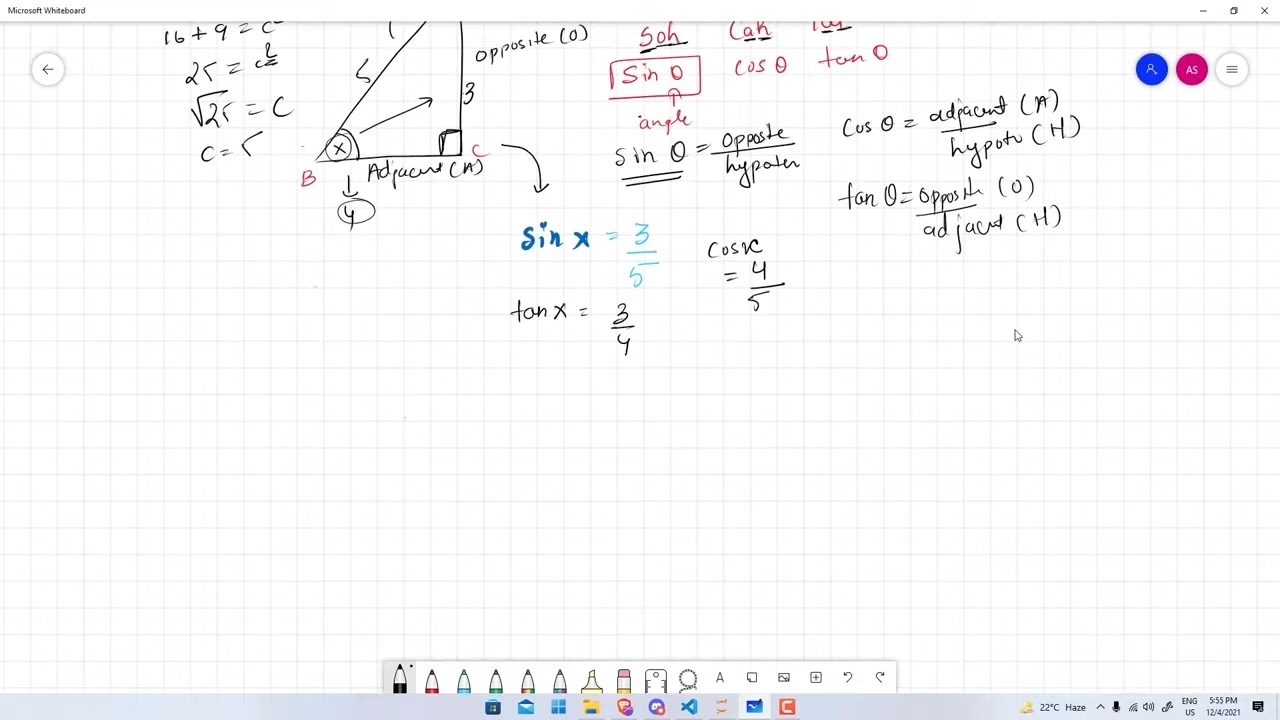 Microsoft Whiteboard
16 + 9 = c²
25 = c²
√25 = C
C = 5
5
opposite (O)
3
x
B
C
Adjacent (A)
4
Soh Cah
Sin θ cos θ tan θ
angle
sin θ = opposite
hypoten
cos θ = adjacent (A)
hypote (H)
tan θ = opposite (O)
adjacent (H)
sin x = 3
5
cosx
= 4
5
tan x = 3
4
AS
A
22°C Haze
ENG
US
5:55 PM
12/4/2021